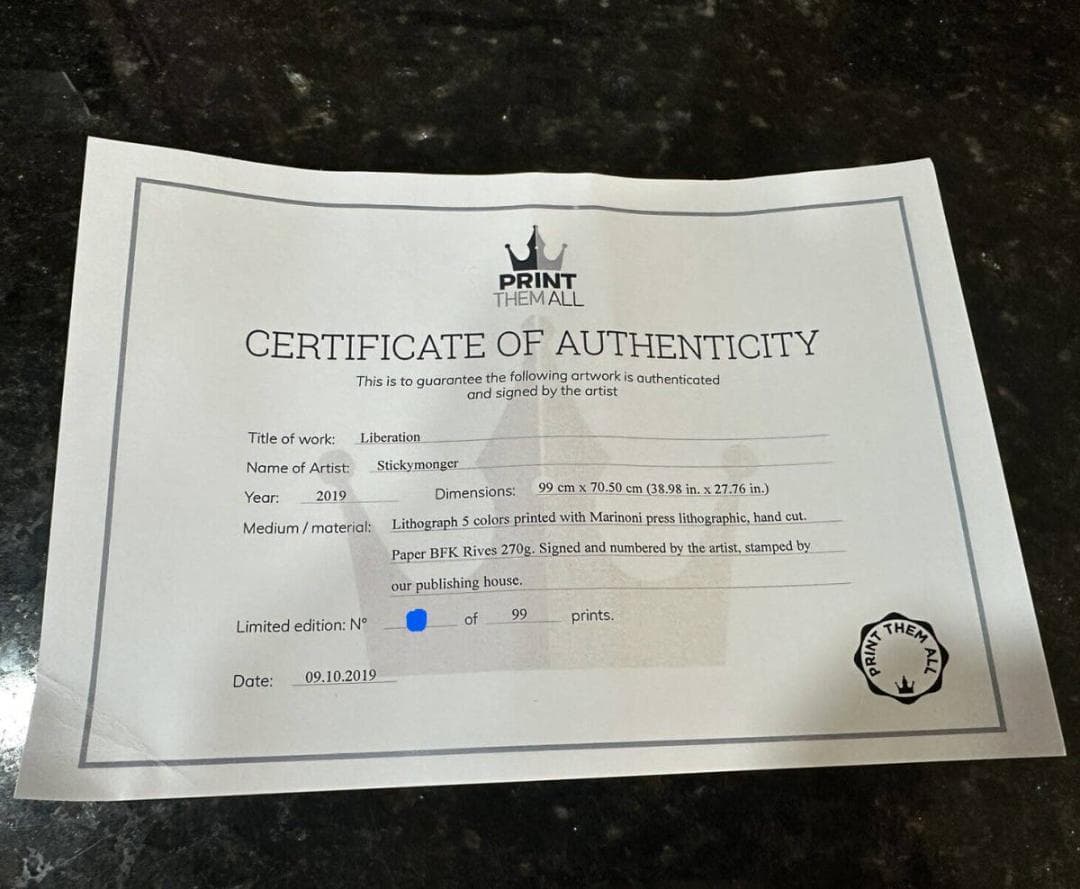 PRINT
THEM ALL
CERTIFICATE OF AUTHENTICITY
This is to guarantee the following artwork is authenticated
and signed by the artist
Title of work: Liberation
Name of Artist: Stickymonger
Year: 2019 Dimensions: 99 cm x 70.50 cm (38.98 in. x 27.76 in.)
Medium / material: Lithograph 5 colors printed with Marinoni press lithographic, hand cut.
Paper BFK Rives 270g. Signed and numbered by the artist, stamped by
our publishing house.
Limited edition: N° of 99 prints.
Date: 09.10.2019
PRINT THEM ALL